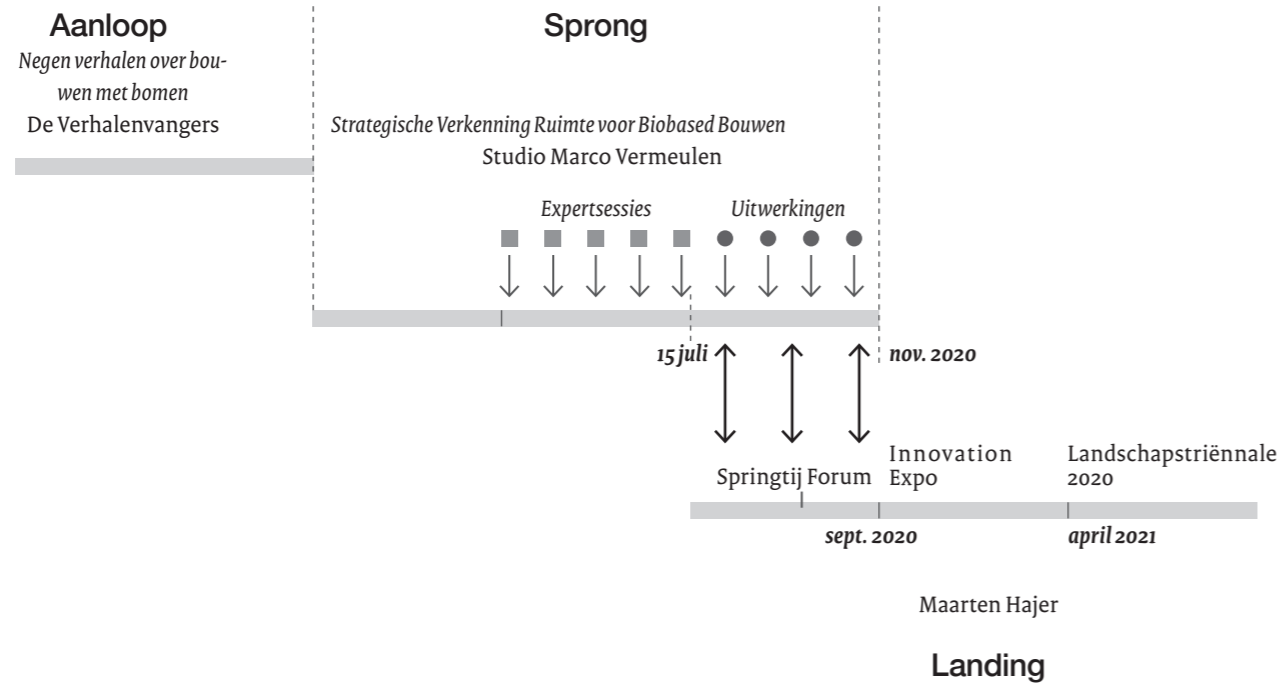 Aanloop
Negen verhalen over bou-
wen met bomen
De Verhalenvangers
Sprong
Strategische Verkenning Ruimte voor Biobased Bouwen
Studio Marco Vermeulen
Expertsessies
Uitwerkingen
15 juli
nov. 2020
Springtij Forum
Innovation
Expo
Landschapstriënnale
2020
sept. 2020
april 2021
Maarten Hajer
Landing